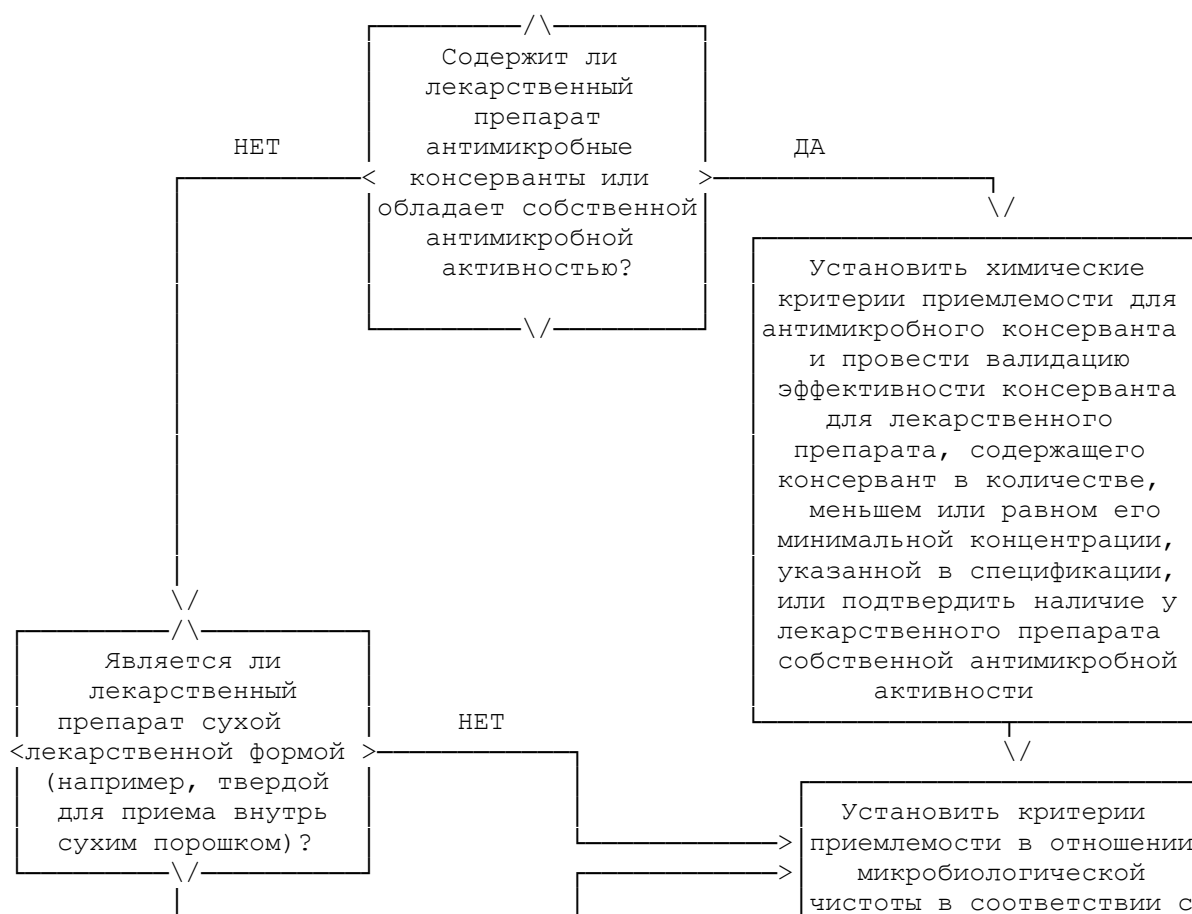 Содержит ли
лекарственный
препарат
антимикробные
консерванты или
обладает собственной
антимикробной
активностью?
НЕТ
ДА
Установить химические
критерии приемлемости для
антимикробного консерванта
и провести валидацию
эффективности консерванта
для лекарственного
препарата, содержащего
консервант в количестве,
меньшем или равном его
минимальной концентрации,
указанной в спецификации,
или подтвердить наличие у
лекарственного препарата
собственной антимикробной
активности
Является ли
лекарственный
препарат сухой
лекарственной формой
(например, твердой
для приема внутрь
сухим порошком)?
НЕТ
Установить критерии
приемлемости в отношении
микробиологической
чистоты в соответствии с